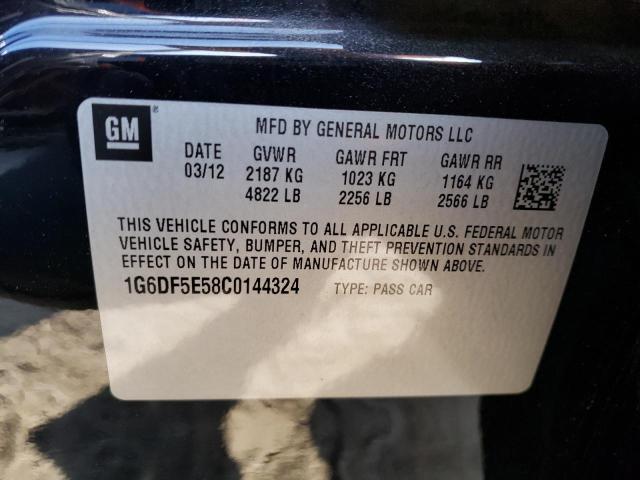 GM ®
MFD BY GENERAL MOTORS LLC
DATE GVWR GAWR FRT GAWR RR
03/12 2187 KG 1023 KG 1164 KG
4822 LB 2256 LB 2566 LB
THIS VEHICLE CONFORMS TO ALL APPLICABLE U.S. FEDERAL MOTOR
VEHICLE SAFETY, BUMPER, AND THEFT PREVENTION STANDARDS IN
EFFECT ON THE DATE OF MANUFACTURE SHOWN ABOVE.
1G6DF5E58C0144324 TYPE: PASS CAR